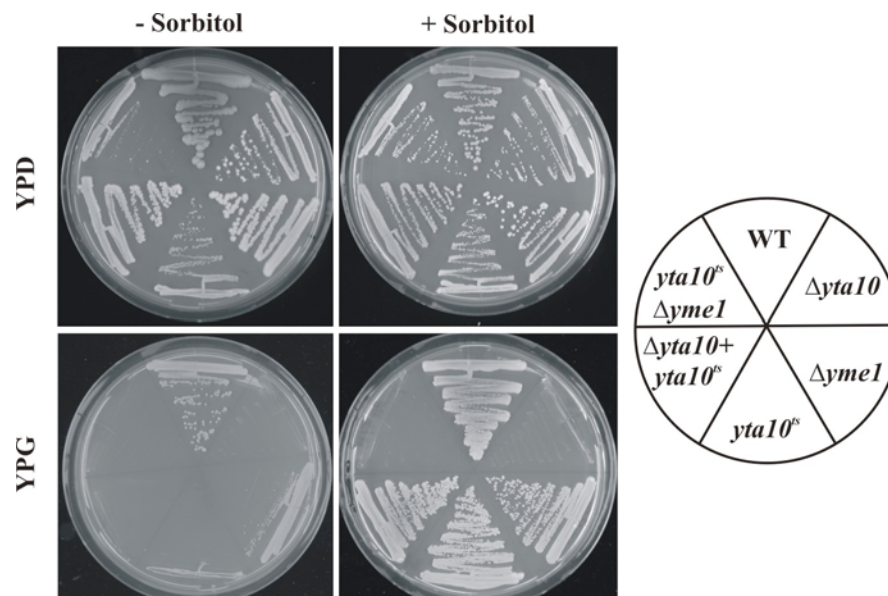 - Sorbitol
+ Sorbitol
YPD
YPG
WT
Δyta10
Δyme1
yta10ts
Δyta10+
yta10ts
yta10ts
Δyme1